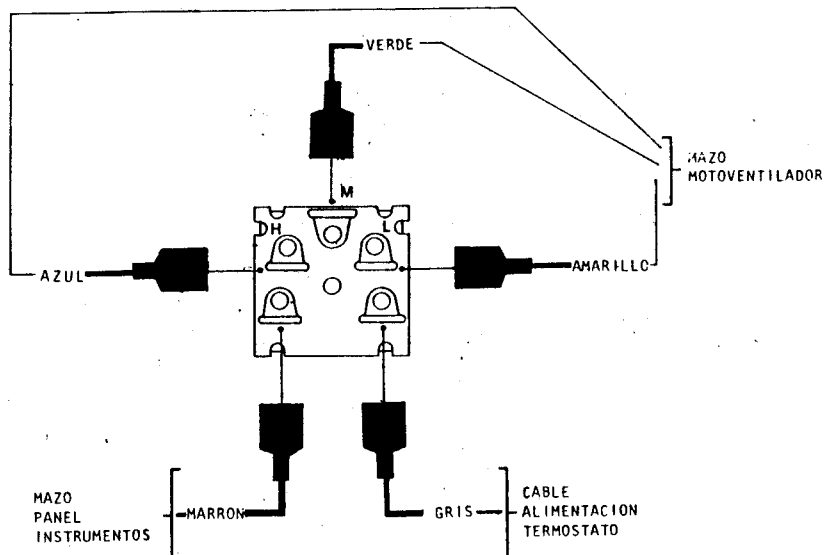 VERDE
MAZO
MOTOVENTILADOR
M
H
L
AZUL
AMARILLO
MAZO
PANEL
INSTRUMENTOS
MARRON
GRIS
CABLE
ALIMENTACION
TERMOSTATO